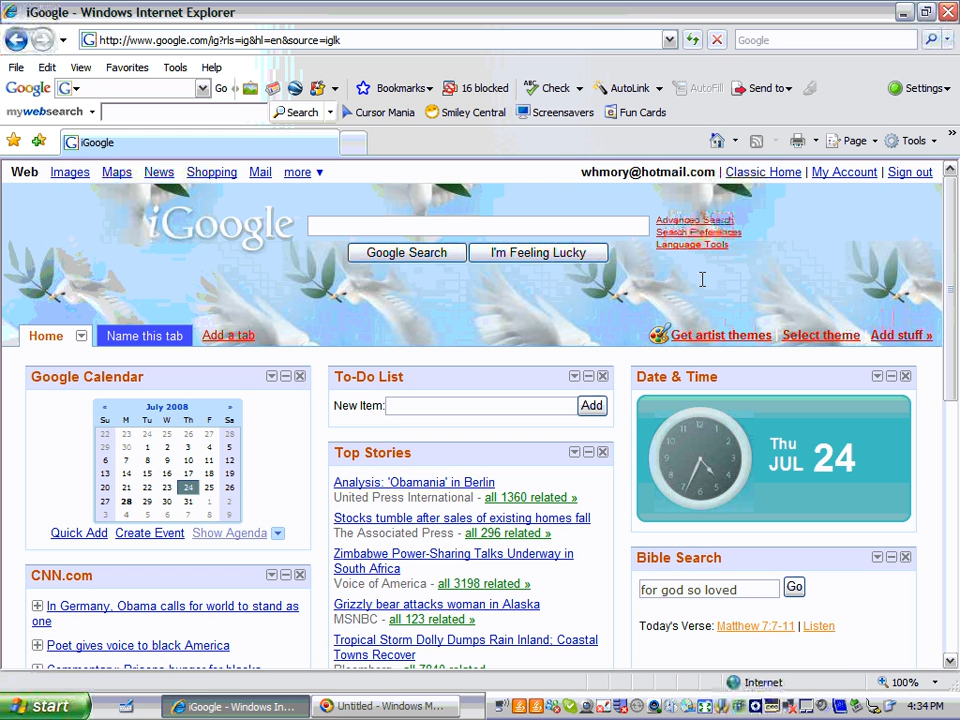 iGoogle - Windows Internet Explorer
http://www.google.com/ig?rls=ig&hl=en&source=iglk
Google
File Edit View Favorites Tools Help
Google G Go Bookmarks 16 blocked Check AutoLink AutoFill Send to Settings
mywebsearch Search Cursor Mania Smiley Central Screensavers Fun Cards
iGoogle Page Tools »
Web Images Maps News Shopping Mail more ▼ whmory@hotmail.com | Classic Home | My Account | Sign out
iGoogle
Advanced Search
Search Preferences
Language Tools
Google Search I'm Feeling Lucky
Home Name this tab Add a tab Get artist themes Select theme Add stuff »
Google Calendar
« July 2008 »
Su M Tu W Th F Sa
22 23 24 25 26 27 28
29 30 1 2 3 4 5
6 7 8 9 10 11 12
13 14 15 16 17 18 19
20 21 22 23 24 25 26
27 28 29 30 31 1 2
3 4 5 6 7 8 9
Quick Add Create Event Show Agenda
CNN.com
In Germany, Obama calls for world to stand as
one
Poet gives voice to black America
Commentary: Prisons hunger for blacks
To-Do List
New Item: Add
Top Stories
Analysis: 'Obamania' in Berlin
United Press International - all 1360 related »
Stocks tumble after sales of existing homes fall
The Associated Press - all 296 related »
Zimbabwe Power-Sharing Talks Underway in
South Africa
Voice of America - all 3198 related »
Grizzly bear attacks woman in Alaska
MSNBC - all 123 related »
Tropical Storm Dolly Dumps Rain Inland; Coastal
Towns Recover
Bloomberg - all 7840 related »
Date & Time
Thu
JUL 24
Bible Search
for god so loved Go
Today's Verse: Matthew 7:7-11 | Listen
Internet 100%
start iGoogle - Windows In... Untitled - Windows M... 4:34 PM